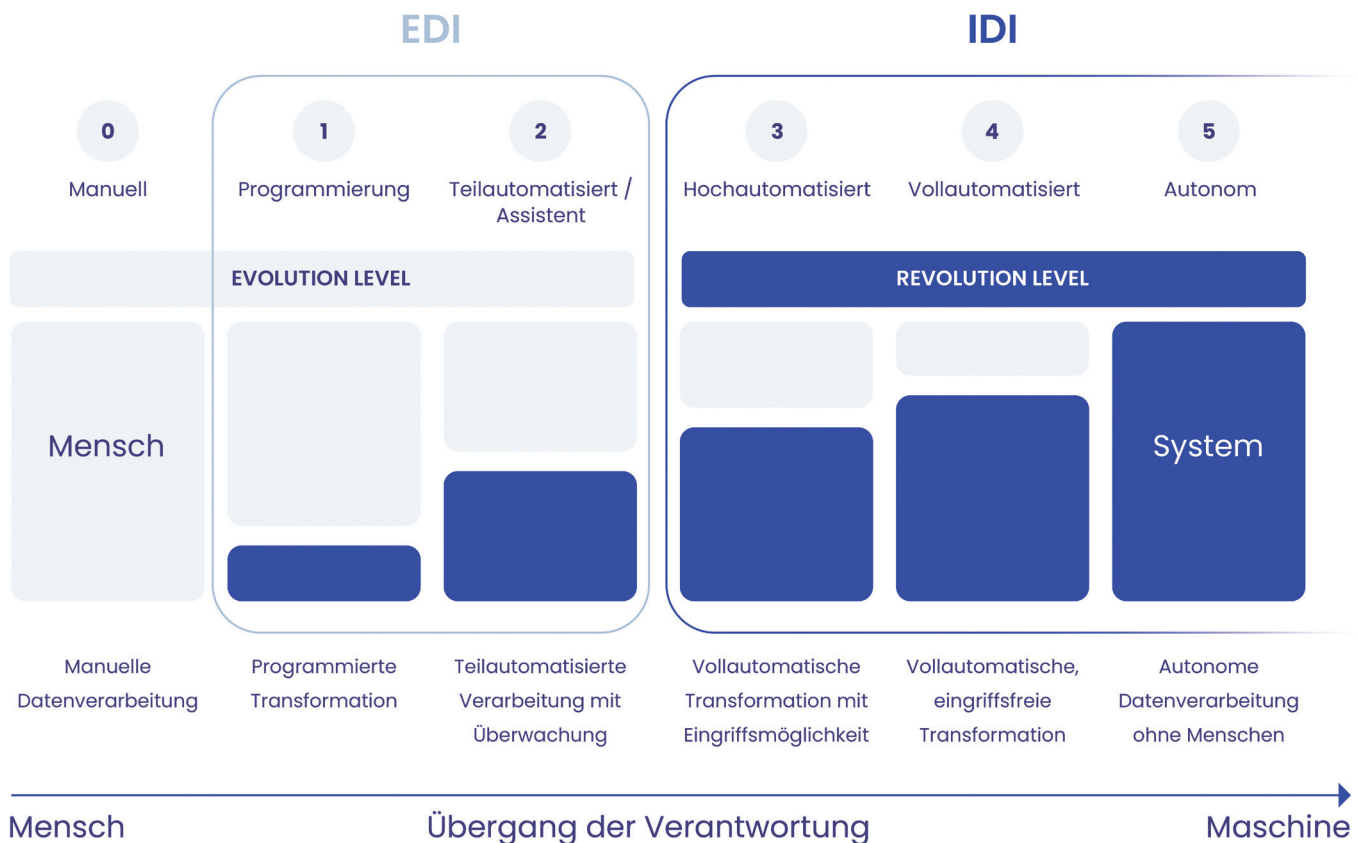 EDI
IDI
0
1
2
3
4
5
Manuell
Programmierung
Teilautomatisiert /
Assistent
Hochautomatisiert
Vollautomatisiert
Autonom
EVOLUTION LEVEL
REVOLUTION LEVEL
Mensch
System
Manuelle
Datenverarbeitung
Programmierte
Transformation
Teilautomatisierte
Verarbeitung mit
Überwachung
Vollautomatische
Transformation mit
Eingriffsmöglichkeit
Vollautomatische,
eingriffsfreie
Transformation
Autonome
Datenverarbeitung
ohne Menschen
Mensch
Übergang der Verantwortung
Maschine